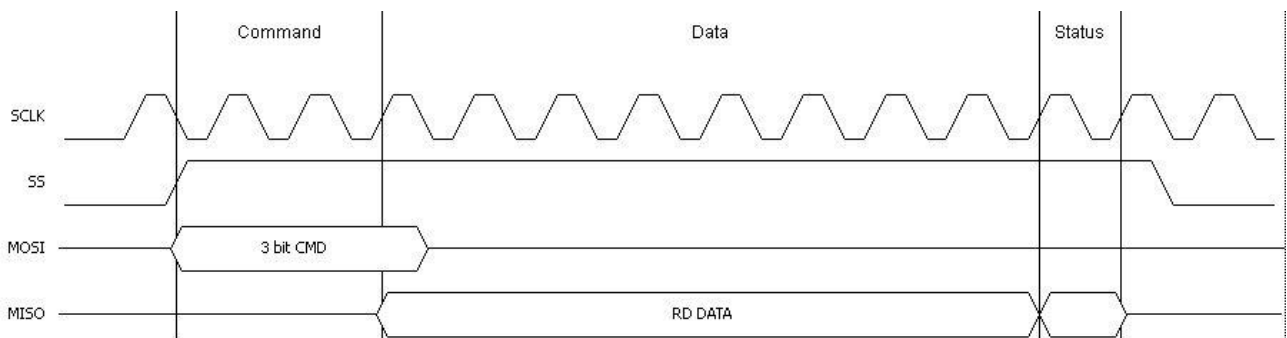 Command
Data
Status
SCLK
SS
MOSI
3 bit CMD
MISO
RD DATA